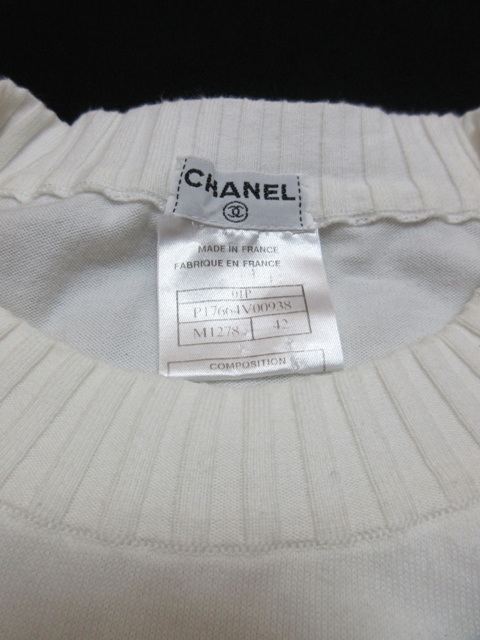 CHANEL
MADE IN FRANCE
FABRIQUE EN FRANCE
01P
P17664V00938
M1278 42
COMPOSITION